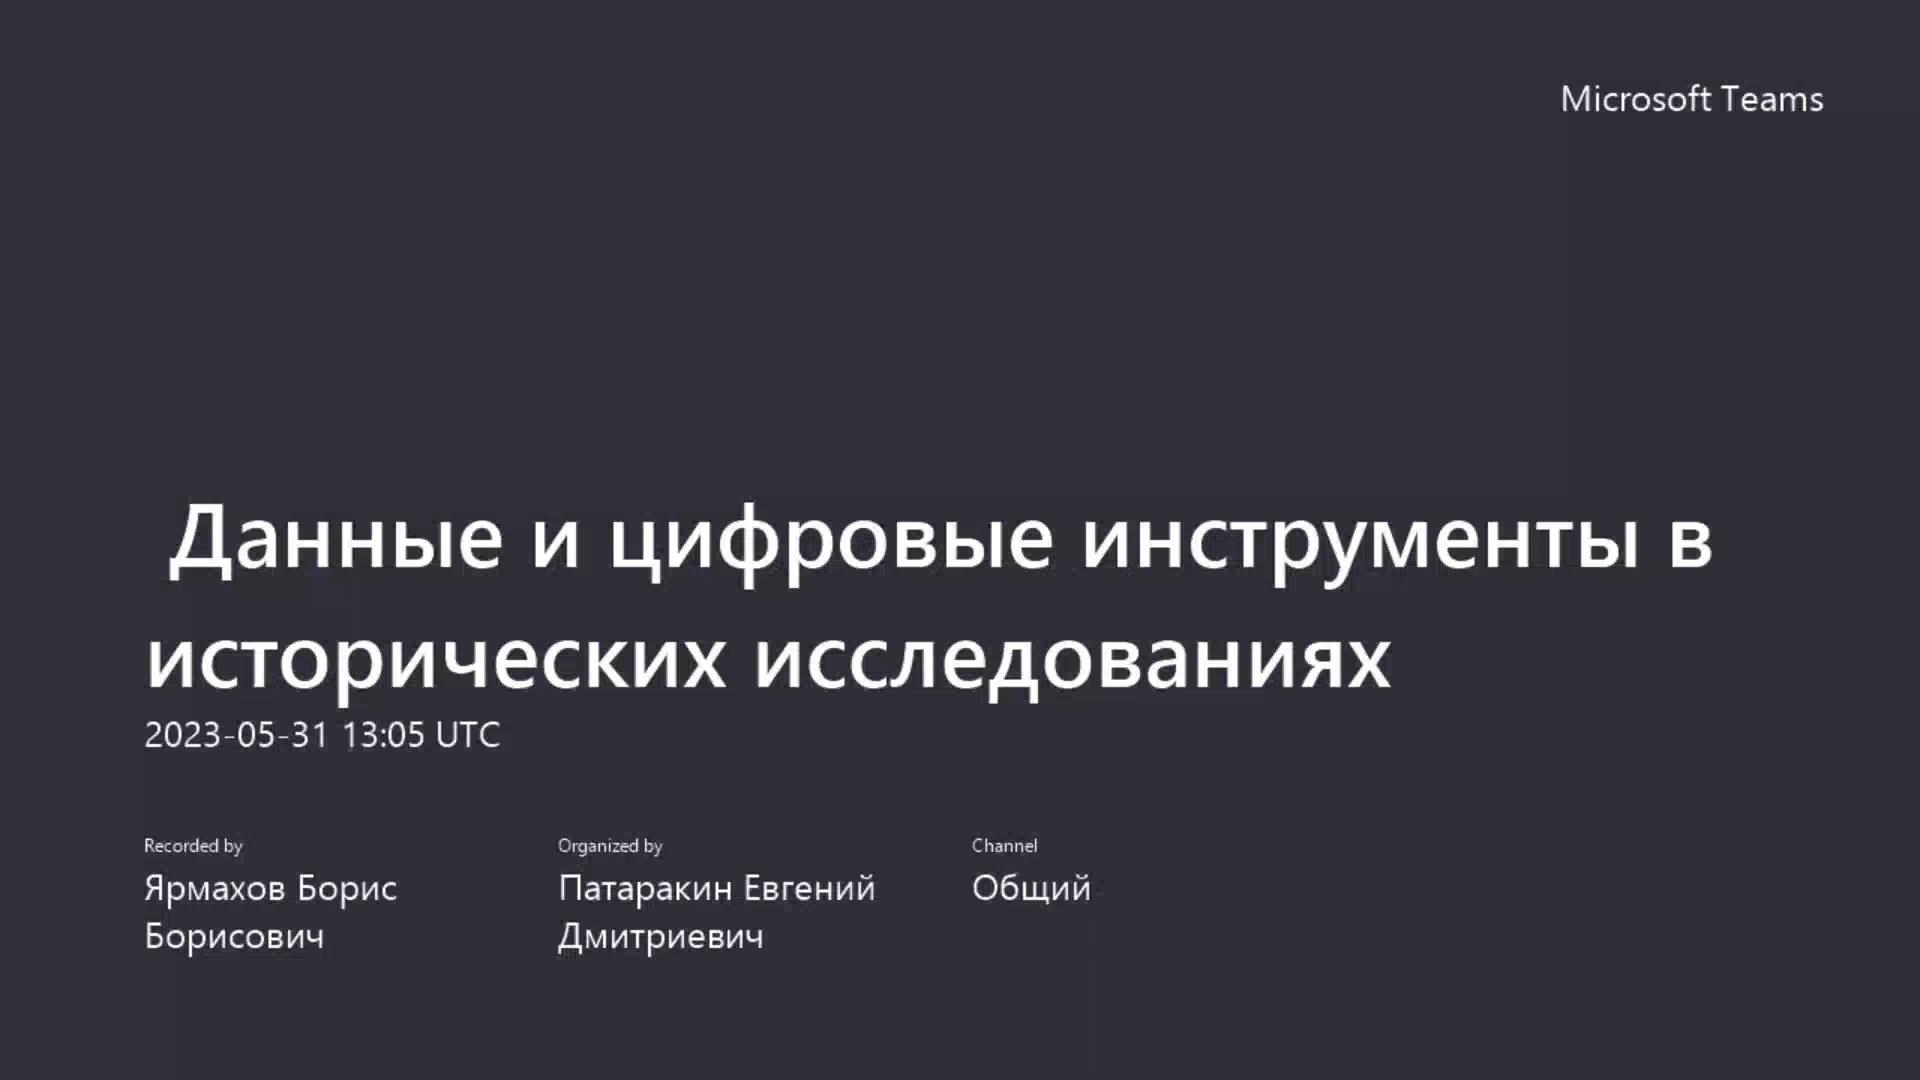 Microsoft Teams
Данные и цифровые инструменты в
исторических исследованиях
2023-05-31 13:05 UTC
Recorded by
Ярмахов Борис
Борисович
Organized by
Патаракин Евгений
Дмитриевич
Channel
Общий